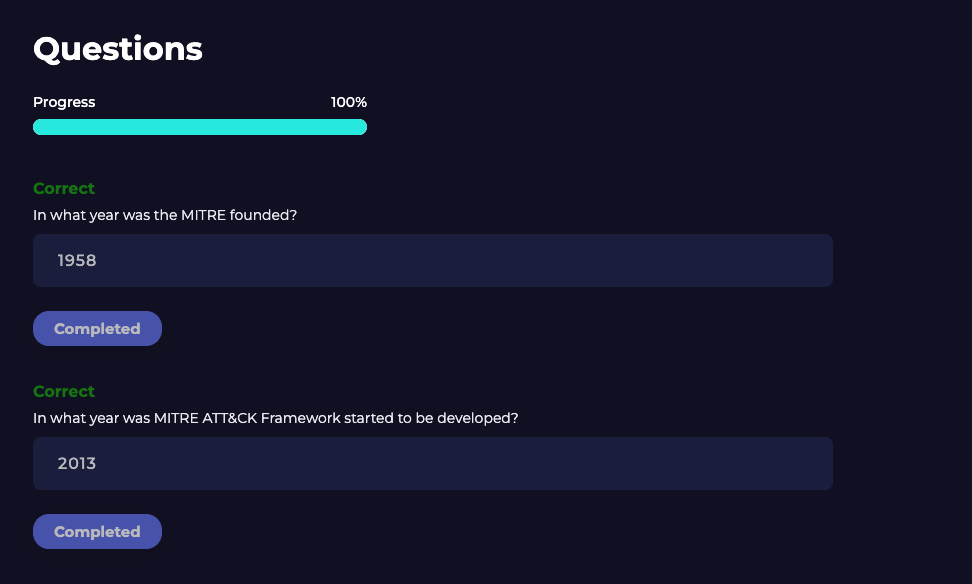 Questions
Progress 100%
Correct
In what year was the MITRE founded?
1958
Completed
Correct
In what year was MITRE ATT&CK Framework started to be developed?
2013
Completed